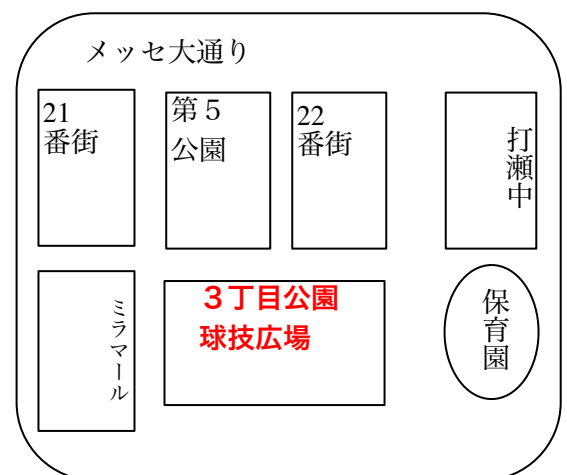 メッセ大通り
21
番街
第５
公園
22
番街
打瀬中
ミラマール
３丁目公園
球技広場
保育園